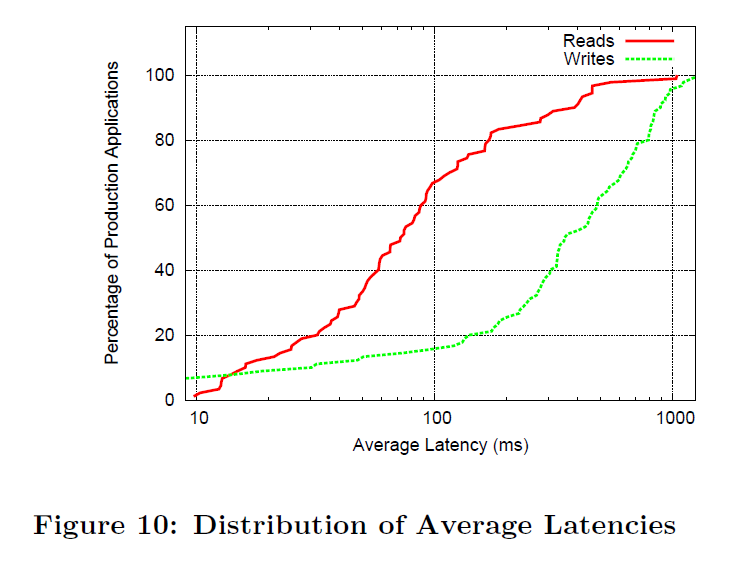 Reads
Writes
Percentage of Production Applications
100
80
60
40
20
0
10
100
1000
Average Latency (ms)
Figure 10: Distribution of Average Latencies